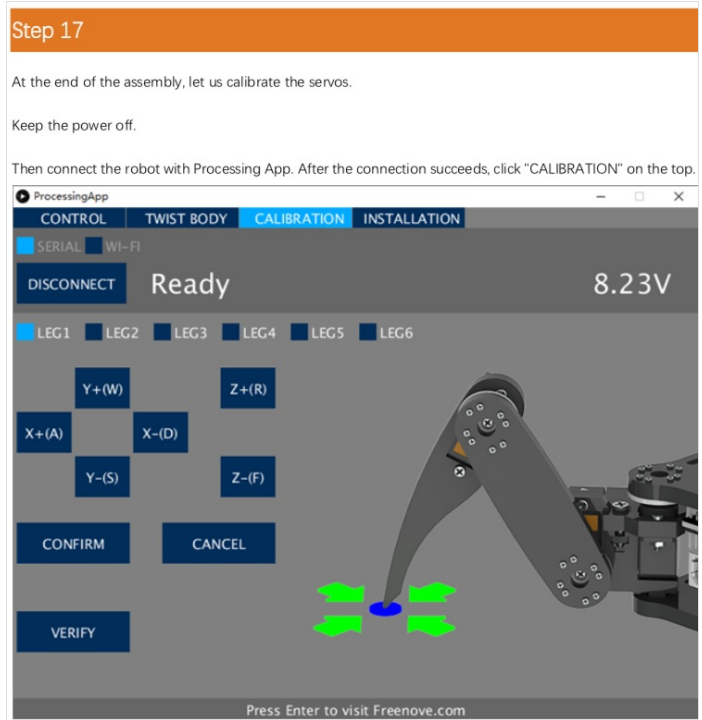 Step 17
At the end of the assembly, let us calibrate the servos.
Keep the power off.
Then connect the robot with Processing App. After the connection succeeds, click "CALIBRATION" on the top.
ProcessingApp
CONTROL TWIST BODY CALIBRATION INSTALLATION
SERIAL WI-FI
DISCONNECT Ready 8.23V
LEG1 LEG2 LEG3 LEG4 LEG5 LEG6
Y+(W) Z+(R)
X+(A) X-(D)
Y-(S) Z-(F)
CONFIRM CANCEL
VERIFY
Press Enter to visit Freenove.com